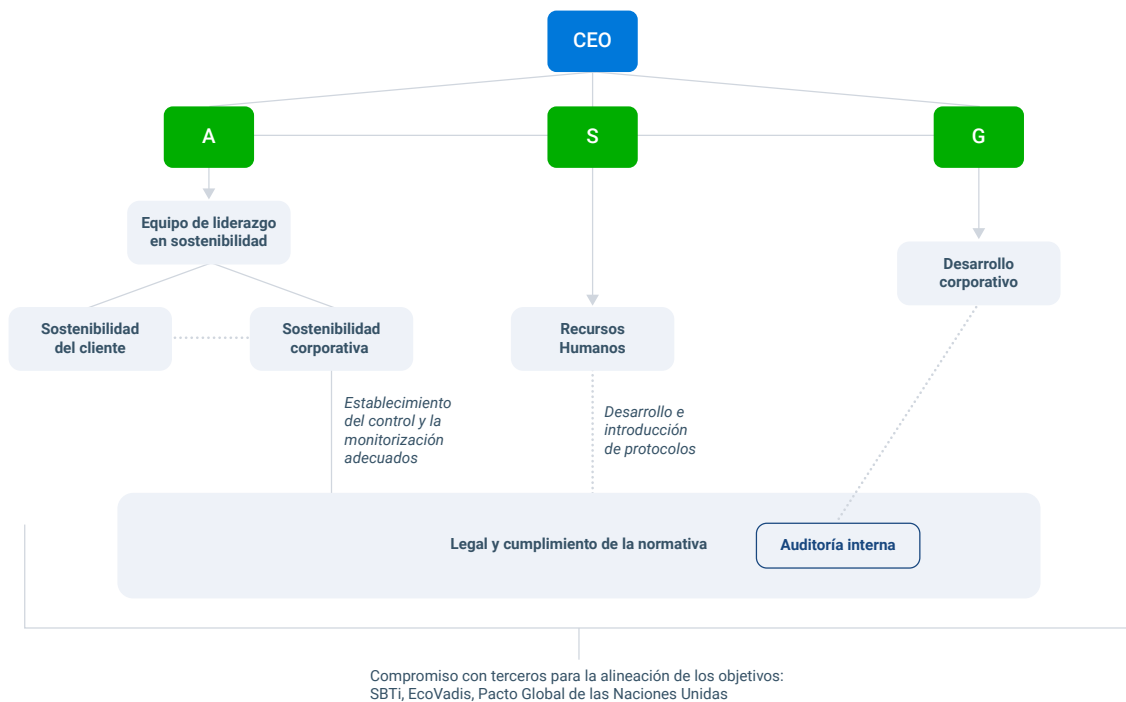 CEO
A
S
G
Equipo de liderazgo
en sostenibilidad
Desarrollo
corporativo
Sostenibilidad
del cliente
Sostenibilidad
corporativa
Recursos
Humanos
Establecimiento
del control y la
monitorización
adecuados
Desarrollo e
introducción
de protocolos
Legal y cumplimiento de la normativa
Auditoría interna
Compromiso con terceros para la alineación de los objetivos:
SBTi, EcoVadis, Pacto Global de las Naciones Unidas